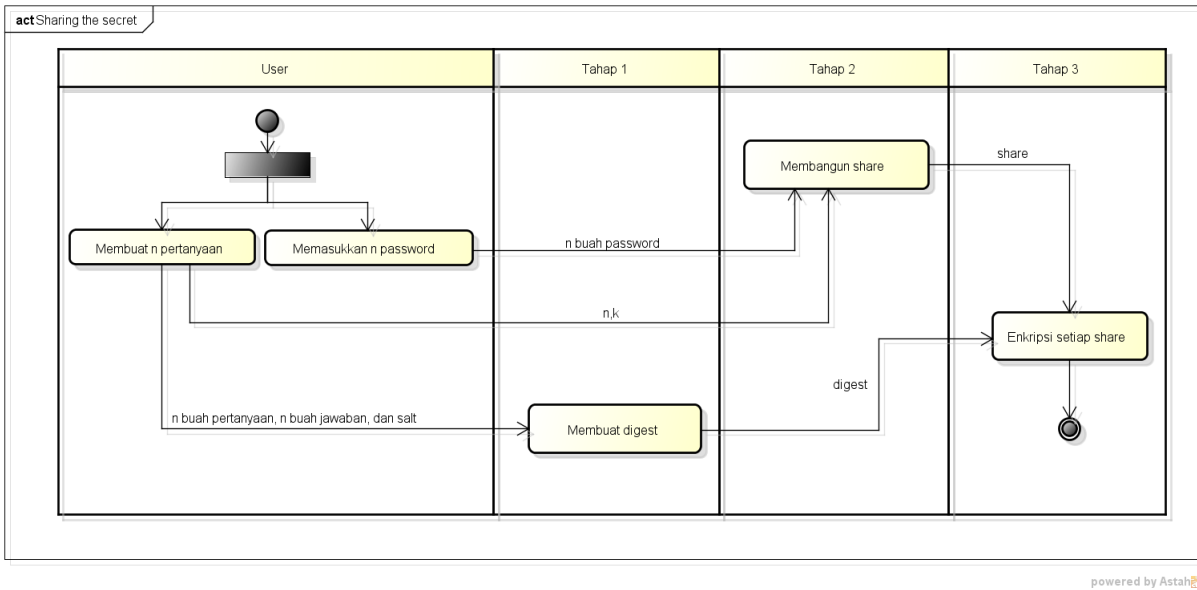 act Sharing the secret
User
Tahap 1
Tahap 2
Tahap 3
Membangun share
share
Membuat n pertanyaan
Memasukkan n password
n buah password
n,k
Enkripsi setiap share
digest
n buah pertanyaan, n buah jawaban, dan salt
Membuat digest
powered by Astah